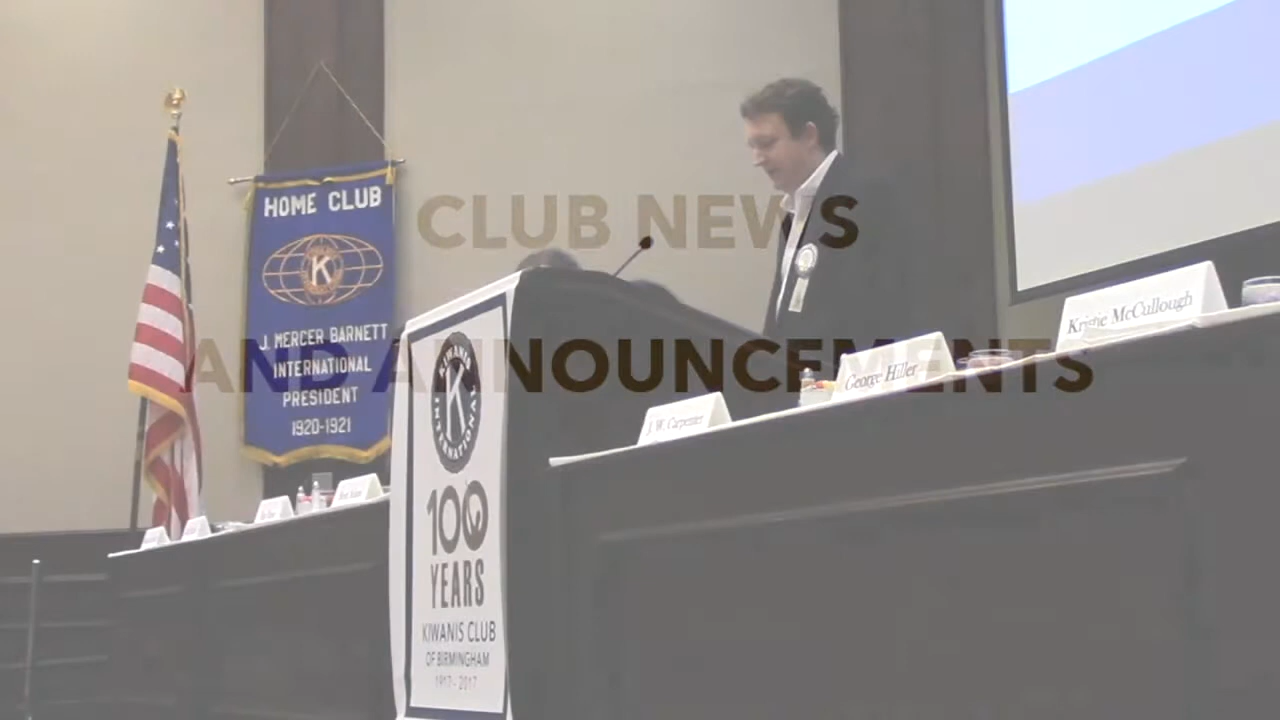 HOME CLUB
K
J. MERCER BARNETT
INTERNATIONAL
PRESIDENT
1920-1921
CLUB NEWS
AND ANNOUNCEMENTS
KIWANIS
K
INTERNATIONAL
100
YEARS
KIWANIS CLUB
OF BIRMINGHAM
1917 - 2017
J. W. Carpenter
George Hiller
Kristie McCullough